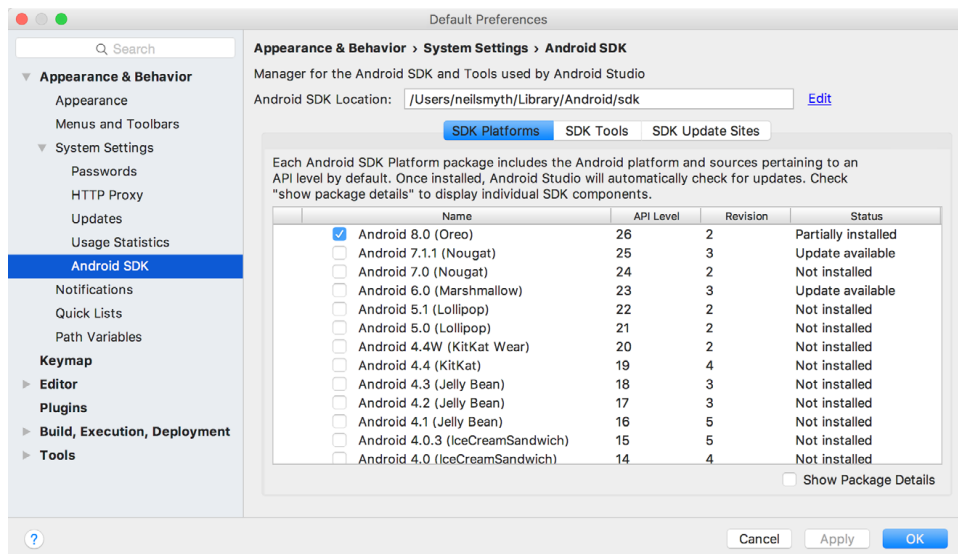 Default Preferences
Search
Appearance & Behavior
Appearance
Menus and Toolbars
System Settings
Passwords
HTTP Proxy
Updates
Usage Statistics
Android SDK
Notifications
Quick Lists
Path Variables
Keymap
Editor
Plugins
Build, Execution, Deployment
Tools
Appearance & Behavior › System Settings › Android SDK
Manager for the Android SDK and Tools used by Android Studio
Android SDK Location: /Users/neilsmyth/Library/Android/sdk Edit
SDK Platforms SDK Tools SDK Update Sites
Each Android SDK Platform package includes the Android platform and sources pertaining to an
API level by default. Once installed, Android Studio will automatically check for updates. Check
"show package details" to display individual SDK components.
Name API Level Revision Status
Android 8.0 (Oreo) 26 2 Partially installed
Android 7.1.1 (Nougat) 25 3 Update available
Android 7.0 (Nougat) 24 2 Not installed
Android 6.0 (Marshmallow) 23 3 Update available
Android 5.1 (Lollipop) 22 2 Not installed
Android 5.0 (Lollipop) 21 2 Not installed
Android 4.4W (KitKat Wear) 20 2 Not installed
Android 4.4 (KitKat) 19 4 Not installed
Android 4.3 (Jelly Bean) 18 3 Not installed
Android 4.2 (Jelly Bean) 17 3 Not installed
Android 4.1 (Jelly Bean) 16 5 Not installed
Android 4.0.3 (IceCreamSandwich) 15 5 Not installed
Android 4.0 (IceCreamSandwich) 14 4 Not installed
Show Package Details
? Cancel Apply OK